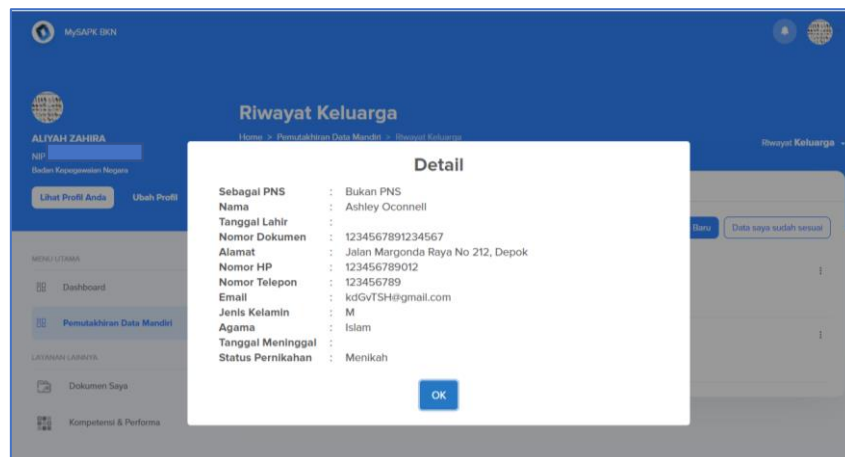 MySAPK BKN
Riwayat Keluarga
Home > Pemutakhiran Data Mandiri > Riwayat Keluarga
Riwayat Keluarga
ALIYAH ZAHIRA
NIP
Badan Kepegawaian Negara
Lihat Profil Anda Ubah Profil
Detail
Sebagai PNS : Bukan PNS
Nama : Ashley Oconnell
Tanggal Lahir :
Nomor Dokumen : 1234567891234567
Alamat : Jalan Margonda Raya No 212, Depok
Nomor HP : 123456789012
Nomor Telepon : 123456789
Email : kdGvTSH@gmail.com
Jenis Kelamin : M
Agama : Islam
Tanggal Meninggal :
Status Pernikahan : Menikah
OK
Baru Data saya sudah sesuai
MENU UTAMA
Dashboard
Pemutakhiran Data Mandiri
LAYANAN LAINNYA
Dokumen Saya
Kompetensi & Performa